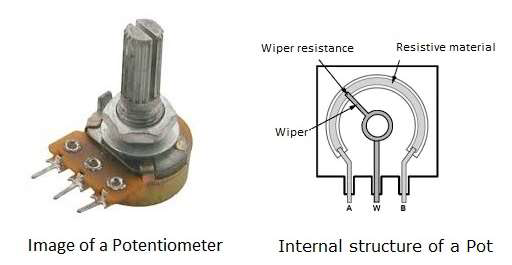 Wiper resistance
Resistive material
Wiper
A W B
Image of a Potentiometer
Internal structure of a Pot